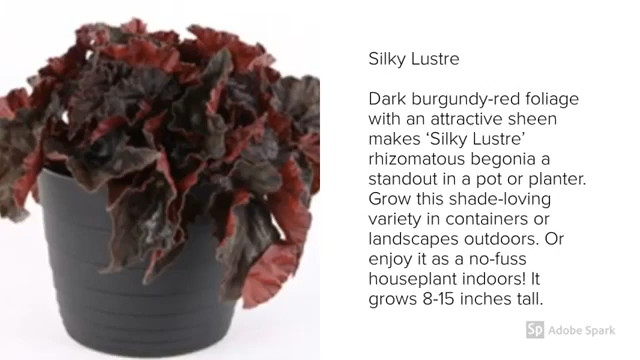 Silky Lustre
Dark burgundy-red foliage
with an attractive sheen
makes ‘Silky Lustre’
rhizomatous begonia a
standout in a pot or planter.
Grow this shade-loving
variety in containers or
landscapes outdoors. Or
enjoy it as a no-fuss
houseplant indoors! It
grows 8-15 inches tall.
Sp Adobe Spark